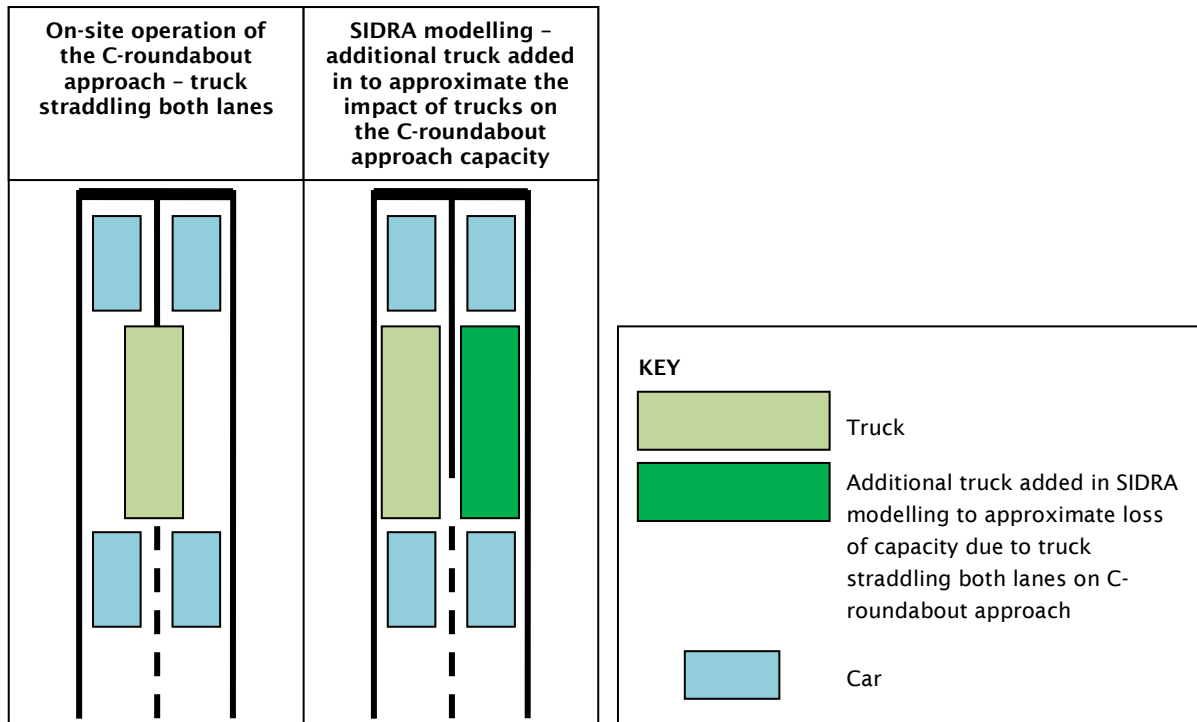 On-site operation of
the C-roundabout
approach – truck
straddling both lanes
SIDRA modelling –
additional truck added
in to approximate the
impact of trucks on
the C-roundabout
approach capacity
KEY
Truck
Additional truck added in SIDRA
modelling to approximate loss
of capacity due to truck
straddling both lanes on C-
roundabout approach
Car